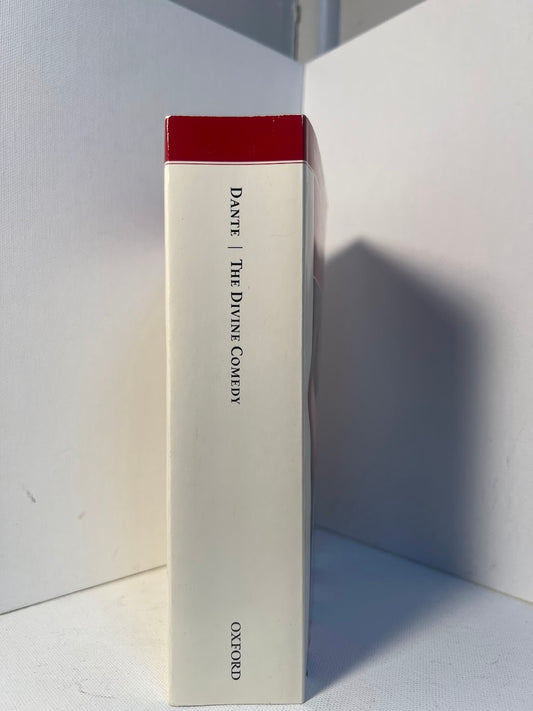 DANTE | THE DIVINE COMEDY
OXFORD